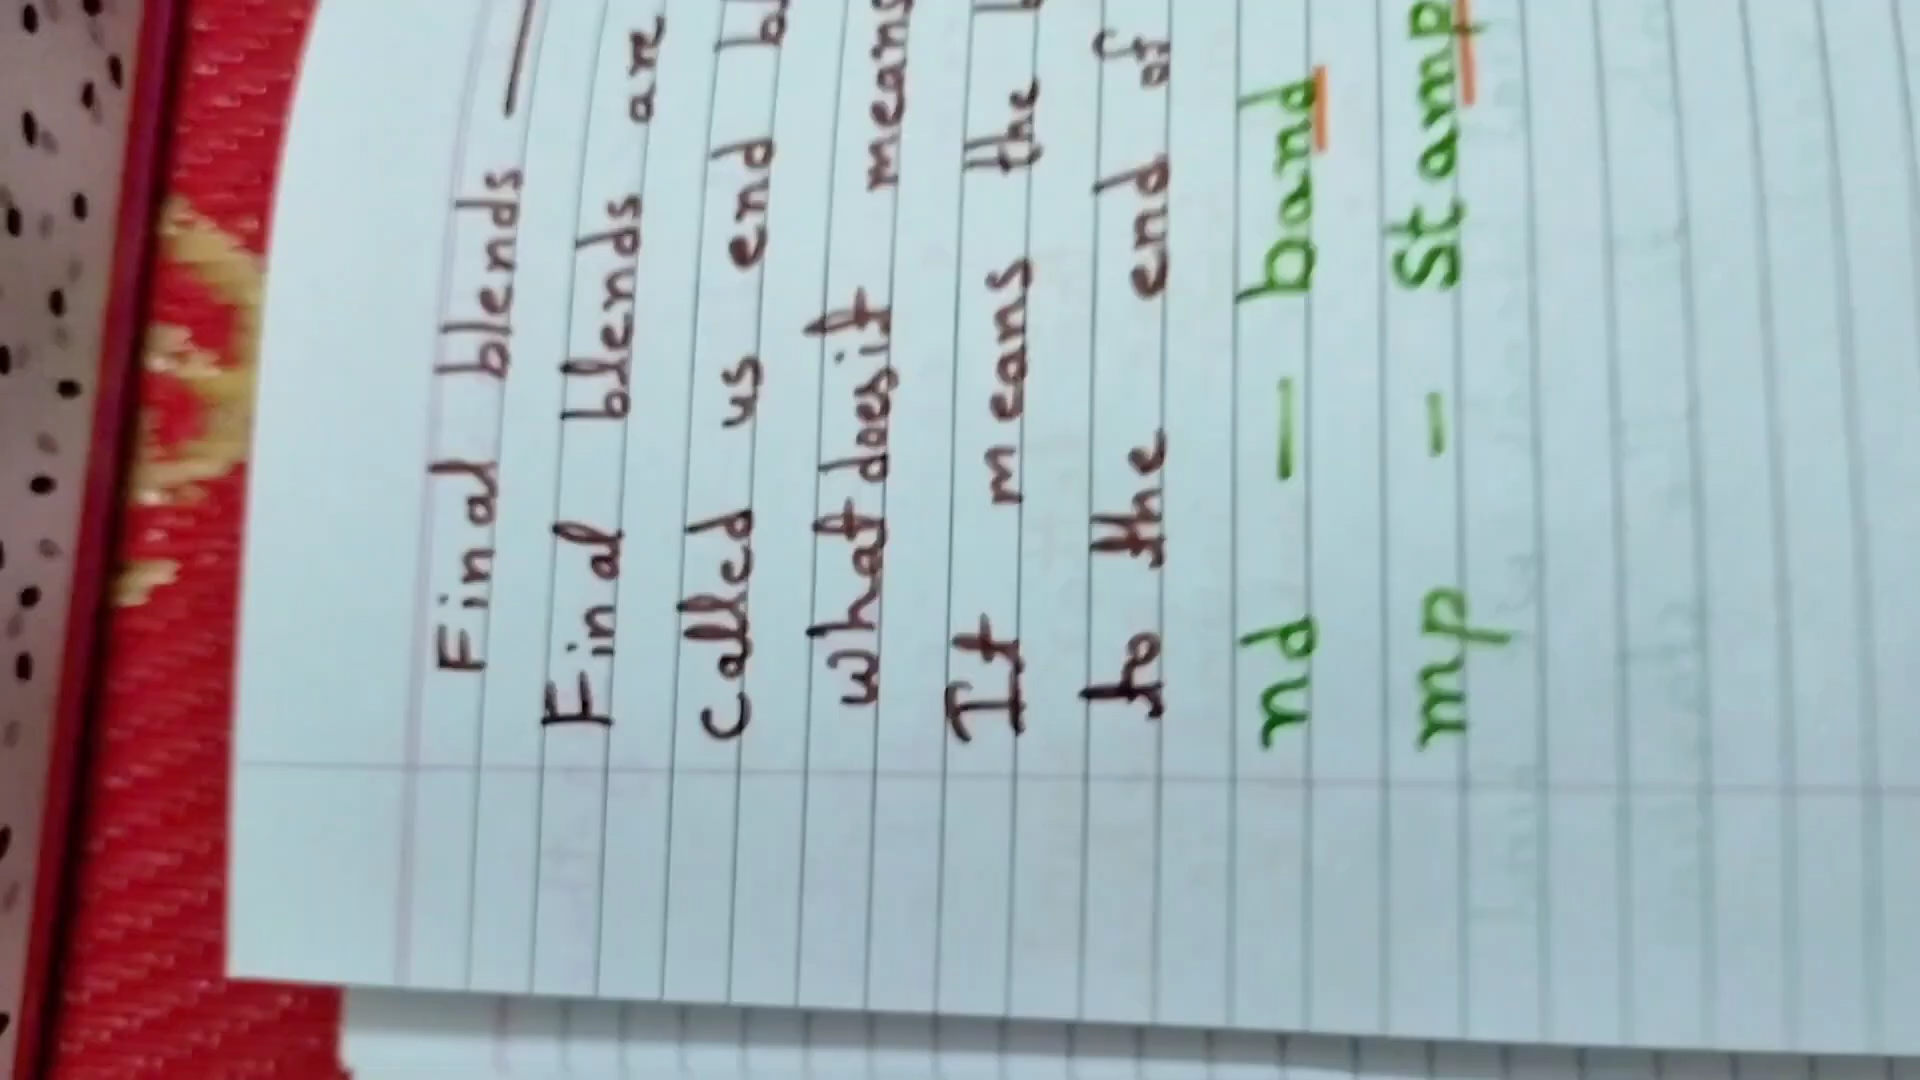 Final blends —
Final blends are
called us end
what does it means
It means the
to the end of
nd — band
mp - Stamp